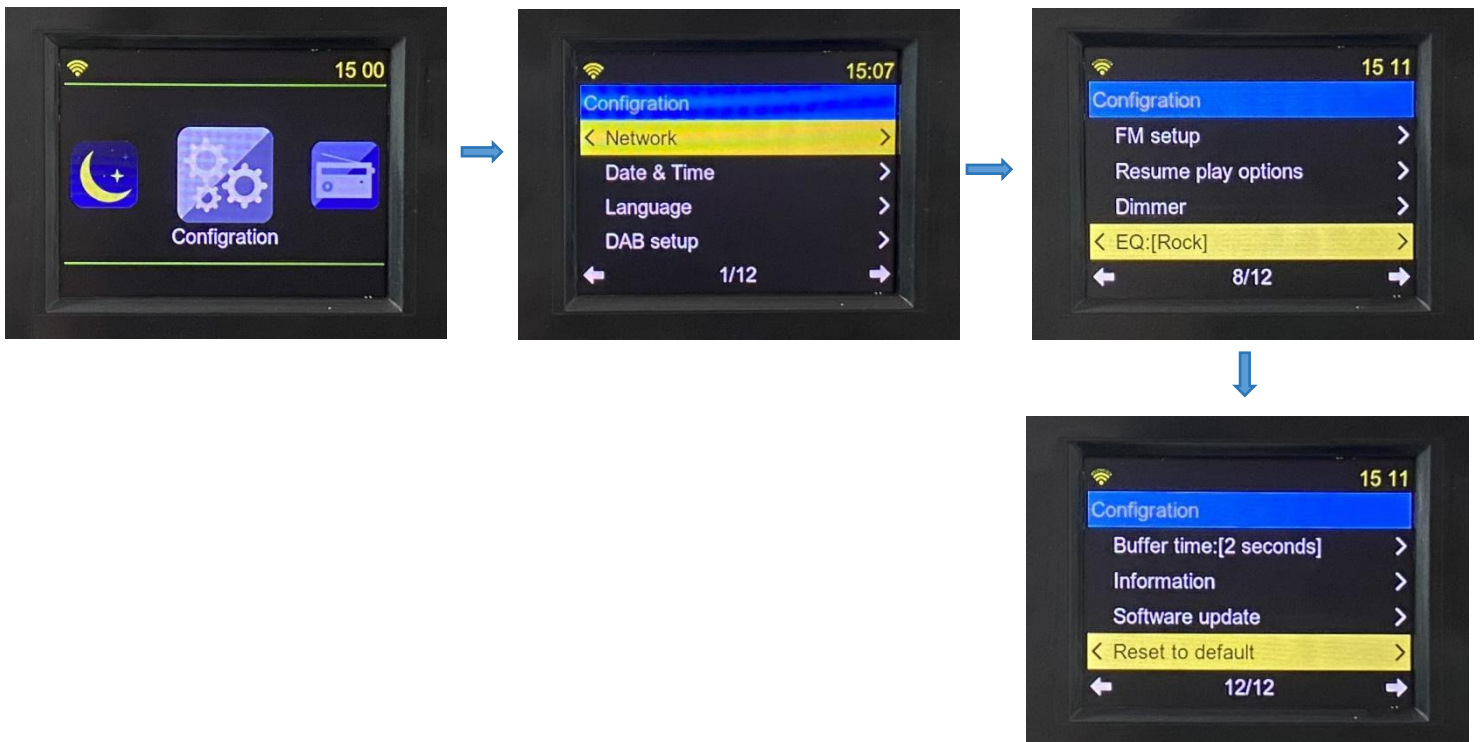 15 00
Configration
15:07
Configration
< Network >
Date & Time >
Language >
DAB setup >
1/12
15 11
Configration
FM setup >
Resume play options >
Dimmer >
< EQ:[Rock] >
8/12
15 11
Configration
Buffer time:[2 seconds] >
Information >
Software update >
< Reset to default >
12/12